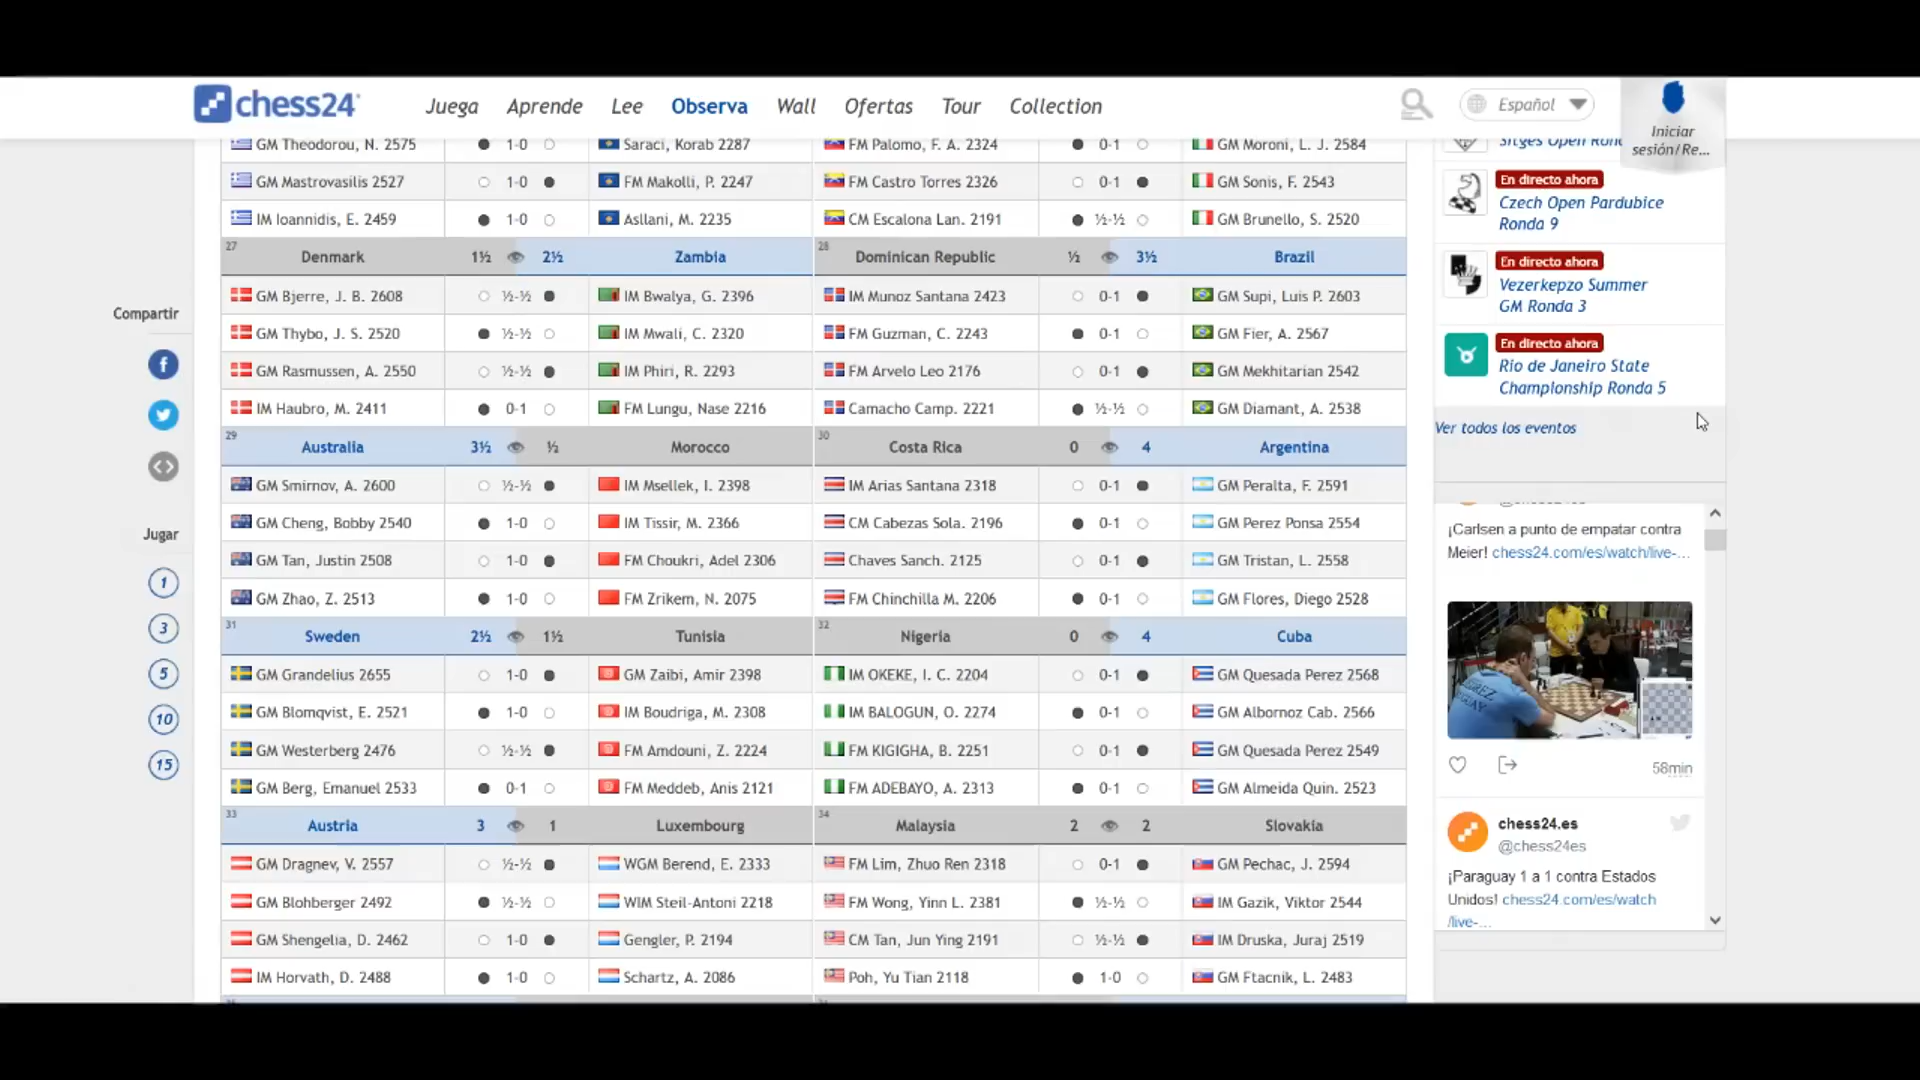 chess24
Juega Aprende Lee Observa Wall Ofertas Tour Collection
Español
Iniciar
sesión/Re...
GM Theodorou, N. 2575 1-0 Saraci, Korab 2287 FM Palomo, F. A. 2324 0-1 GM Moroni, L. J. 2584
GM Mastrovasilis 2527 1-0 FM Makolli, P. 2247 FM Castro Torres 2326 0-1 GM Sonis, F. 2543
IM Ioannidis, E. 2459 1-0 Asllani, M. 2235 CM Escalona Lan. 2191 ½-½ GM Brunello, S. 2520
27 Denmark 1½ 2½ Zambia 28 Dominican Republic ½ 3½ Brazil
GM Bjerre, J. B. 2608 ½-½ IM Bwalya, G. 2396 IM Munoz Santana 2423 0-1 GM Supi, Luis P. 2603
GM Thybo, J. S. 2520 ½-½ IM Mwali, C. 2320 FM Guzman, C. 2243 0-1 GM Fier, A. 2567
GM Rasmussen, A. 2550 ½-½ IM Phiri, R. 2293 FM Arvelo Leo 2176 0-1 GM Mekhitarian 2542
IM Haubro, M. 2411 0-1 FM Lungu, Nase 2216 Camacho Camp. 2221 ½-½ GM Diamant, A. 2538
29 Australia 3½ ½ Morocco 30 Costa Rica 0 4 Argentina
GM Smirnov, A. 2600 ½-½ IM Msellek, I. 2398 IM Arias Santana 2318 0-1 GM Peralta, F. 2591
GM Cheng, Bobby 2540 1-0 IM Tissir, M. 2366 CM Cabezas Sola. 2196 0-1 GM Perez Ponsa 2554
GM Tan, Justin 2508 1-0 FM Choukri, Adel 2306 Chaves Sanch. 2125 0-1 GM Tristan, L. 2558
GM Zhao, Z. 2513 1-0 FM Zrikem, N. 2075 FM Chinchilla M. 2206 0-1 GM Flores, Diego 2528
31 Sweden 2½ 1½ Tunisia 32 Nigeria 0 4 Cuba
GM Grandelius 2655 1-0 GM Zaibi, Amir 2398 IM OKEKE, I. C. 2204 0-1 GM Quesada Perez 2568
GM Blomqvist, E. 2521 1-0 IM Boudriga, M. 2308 IM BALOGUN, O. 2274 0-1 GM Albornoz Cab. 2566
GM Westerberg 2476 ½-½ FM Amdouni, Z. 2224 FM KIGIGHA, B. 2251 0-1 GM Quesada Perez 2549
GM Berg, Emanuel 2533 0-1 FM Meddeb, Anis 2121 FM ADEBAYO, A. 2313 0-1 GM Almeida Quin. 2523
33 Austria 3 1 Luxembourg 34 Malaysia 2 2 Slovakia
GM Dragnev, V. 2557 ½-½ WGM Berend, E. 2333 FM Lim, Zhuo Ren 2318 0-1 GM Pechac, J. 2594
GM Blohberger 2492 ½-½ WIM Steil-Antoni 2218 FM Wong, Yinn L. 2381 ½-½ IM Gazik, Viktor 2544
GM Shengelia, D. 2462 1-0 Gengler, P. 2194 CM Tan, Jun Ying 2191 ½-½ IM Druska, Juraj 2519
IM Horvath, D. 2488 1-0 Schartz, A. 2086 Poh, Yu Tian 2118 1-0 GM Ftacnik, L. 2483
Compartir
Jugar
1
3
5
10
15
Sitges Open Ron
En directo ahora
Czech Open Pardubice
Ronda 9
En directo ahora
Vezerkepzo Summer
GM Ronda 3
En directo ahora
Rio de Janeiro State
Championship Ronda 5
Ver todos los eventos
¡Carlsen a punto de empatar contra
Meier! chess24.com/es/watch/live-...
58min
chess24.es
@chess24es
¡Paraguay 1 a 1 contra Estados
Unidos! chess24.com/es/watch
/live-...